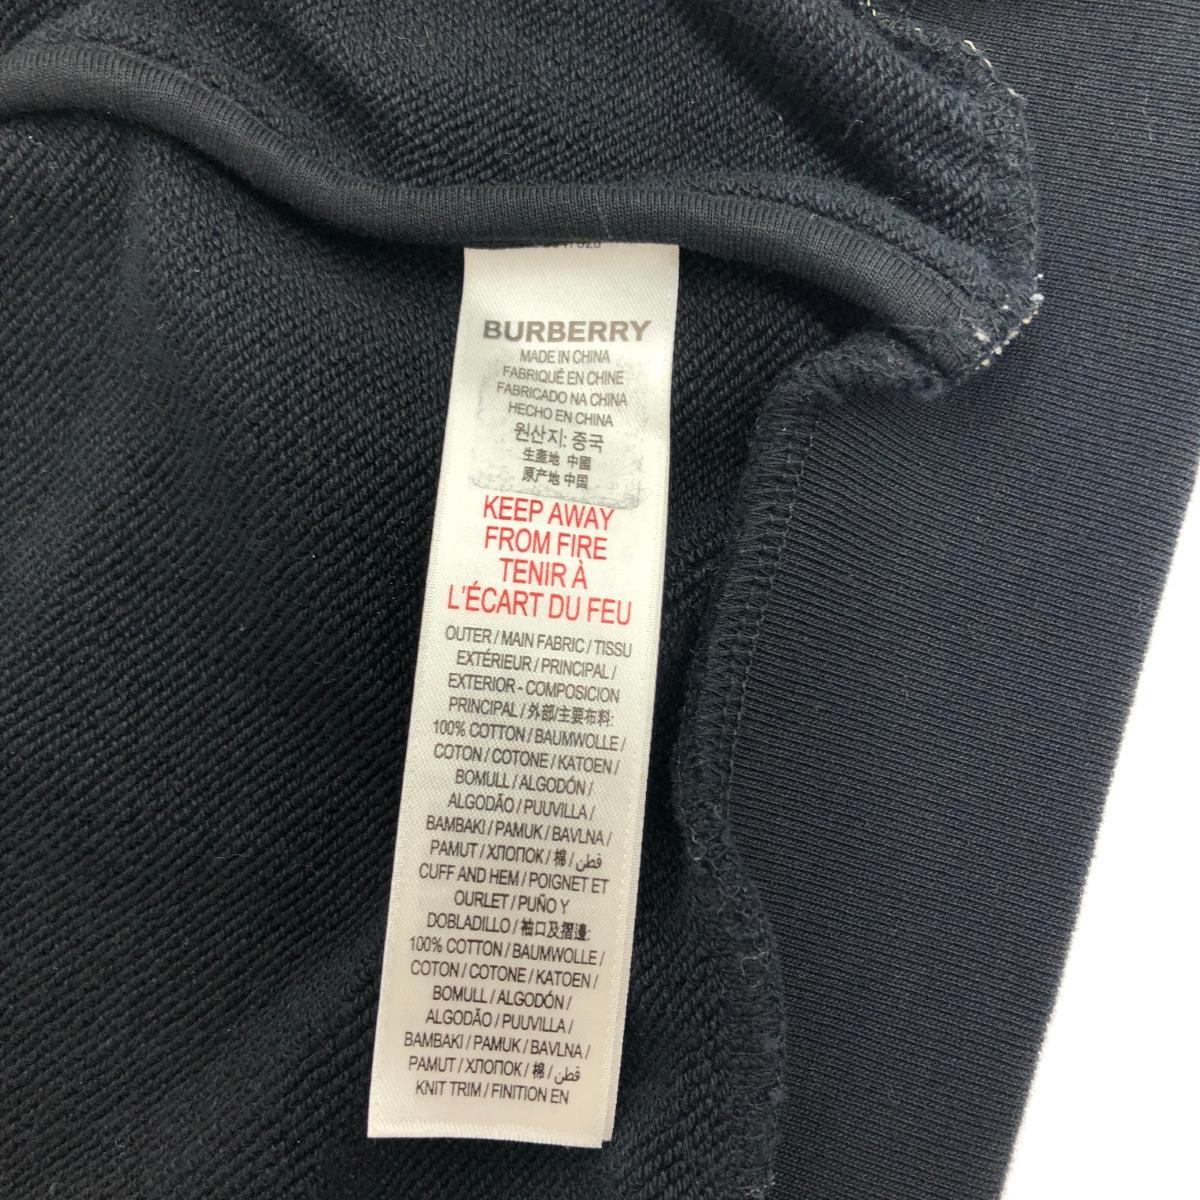 BURBERRY
MADE IN CHINA
FABRIQUÉ EN CHINE
FABRICADO NA CHINA
HECHO EN CHINA
원산지: 중국
生產地 中國
原产地 中国
KEEP AWAY
FROM FIRE
TENIR À
L'ÉCART DU FEU
OUTER / MAIN FABRIC / TISSU
EXTÉRIEUR / PRINCIPAL /
EXTERIOR - COMPOSICION
PRINCIPAL / 外部/主要布料:
100% COTTON / BAUMWOLLE /
COTON / COTONE / KATOEN /
BOMULL / ALGODÓN /
ALGODÃO / PUUVILLA /
BAMBAKI / PAMUK / BAVLNA /
PAMUT / ХЛОПОК / 棉 / قطن
CUFF AND HEM / POIGNET ET
OURLET / PUÑO Y
DOBLADILLO / 袖口及摺邊:
100% COTTON / BAUMWOLLE /
COTON / COTONE / KATOEN /
BOMULL / ALGODÓN /
ALGODÃO / PUUVILLA /
BAMBAKI / PAMUK / BAVLNA /
PAMUT / ХЛОПОК / 棉 / قطن
KNIT TRIM / FINITION EN